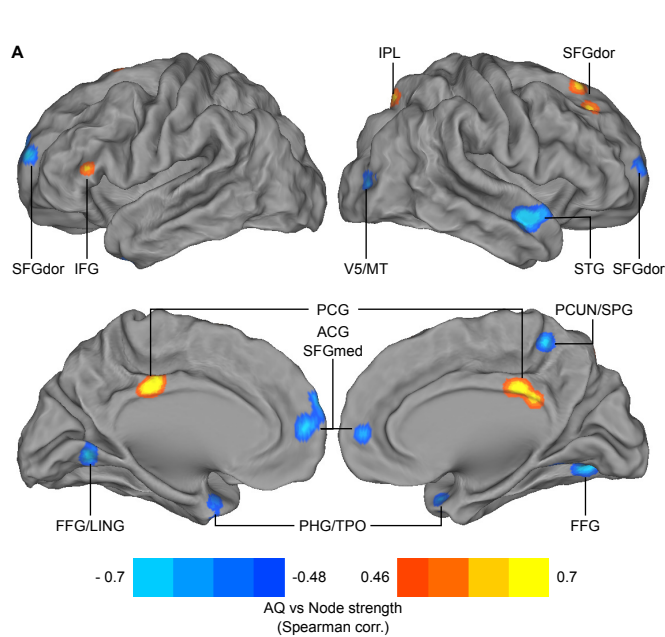 A
IPL
SFGdor
SFGdor
IFG
V5/MT
STG
SFGdor
PCG
PCUN/SPG
ACG
SFGmed
FFG/LING
PHG/TPO
FFG
- 0.7
-0.48
0.46
0.7
AQ vs Node strength
(Spearman corr.)